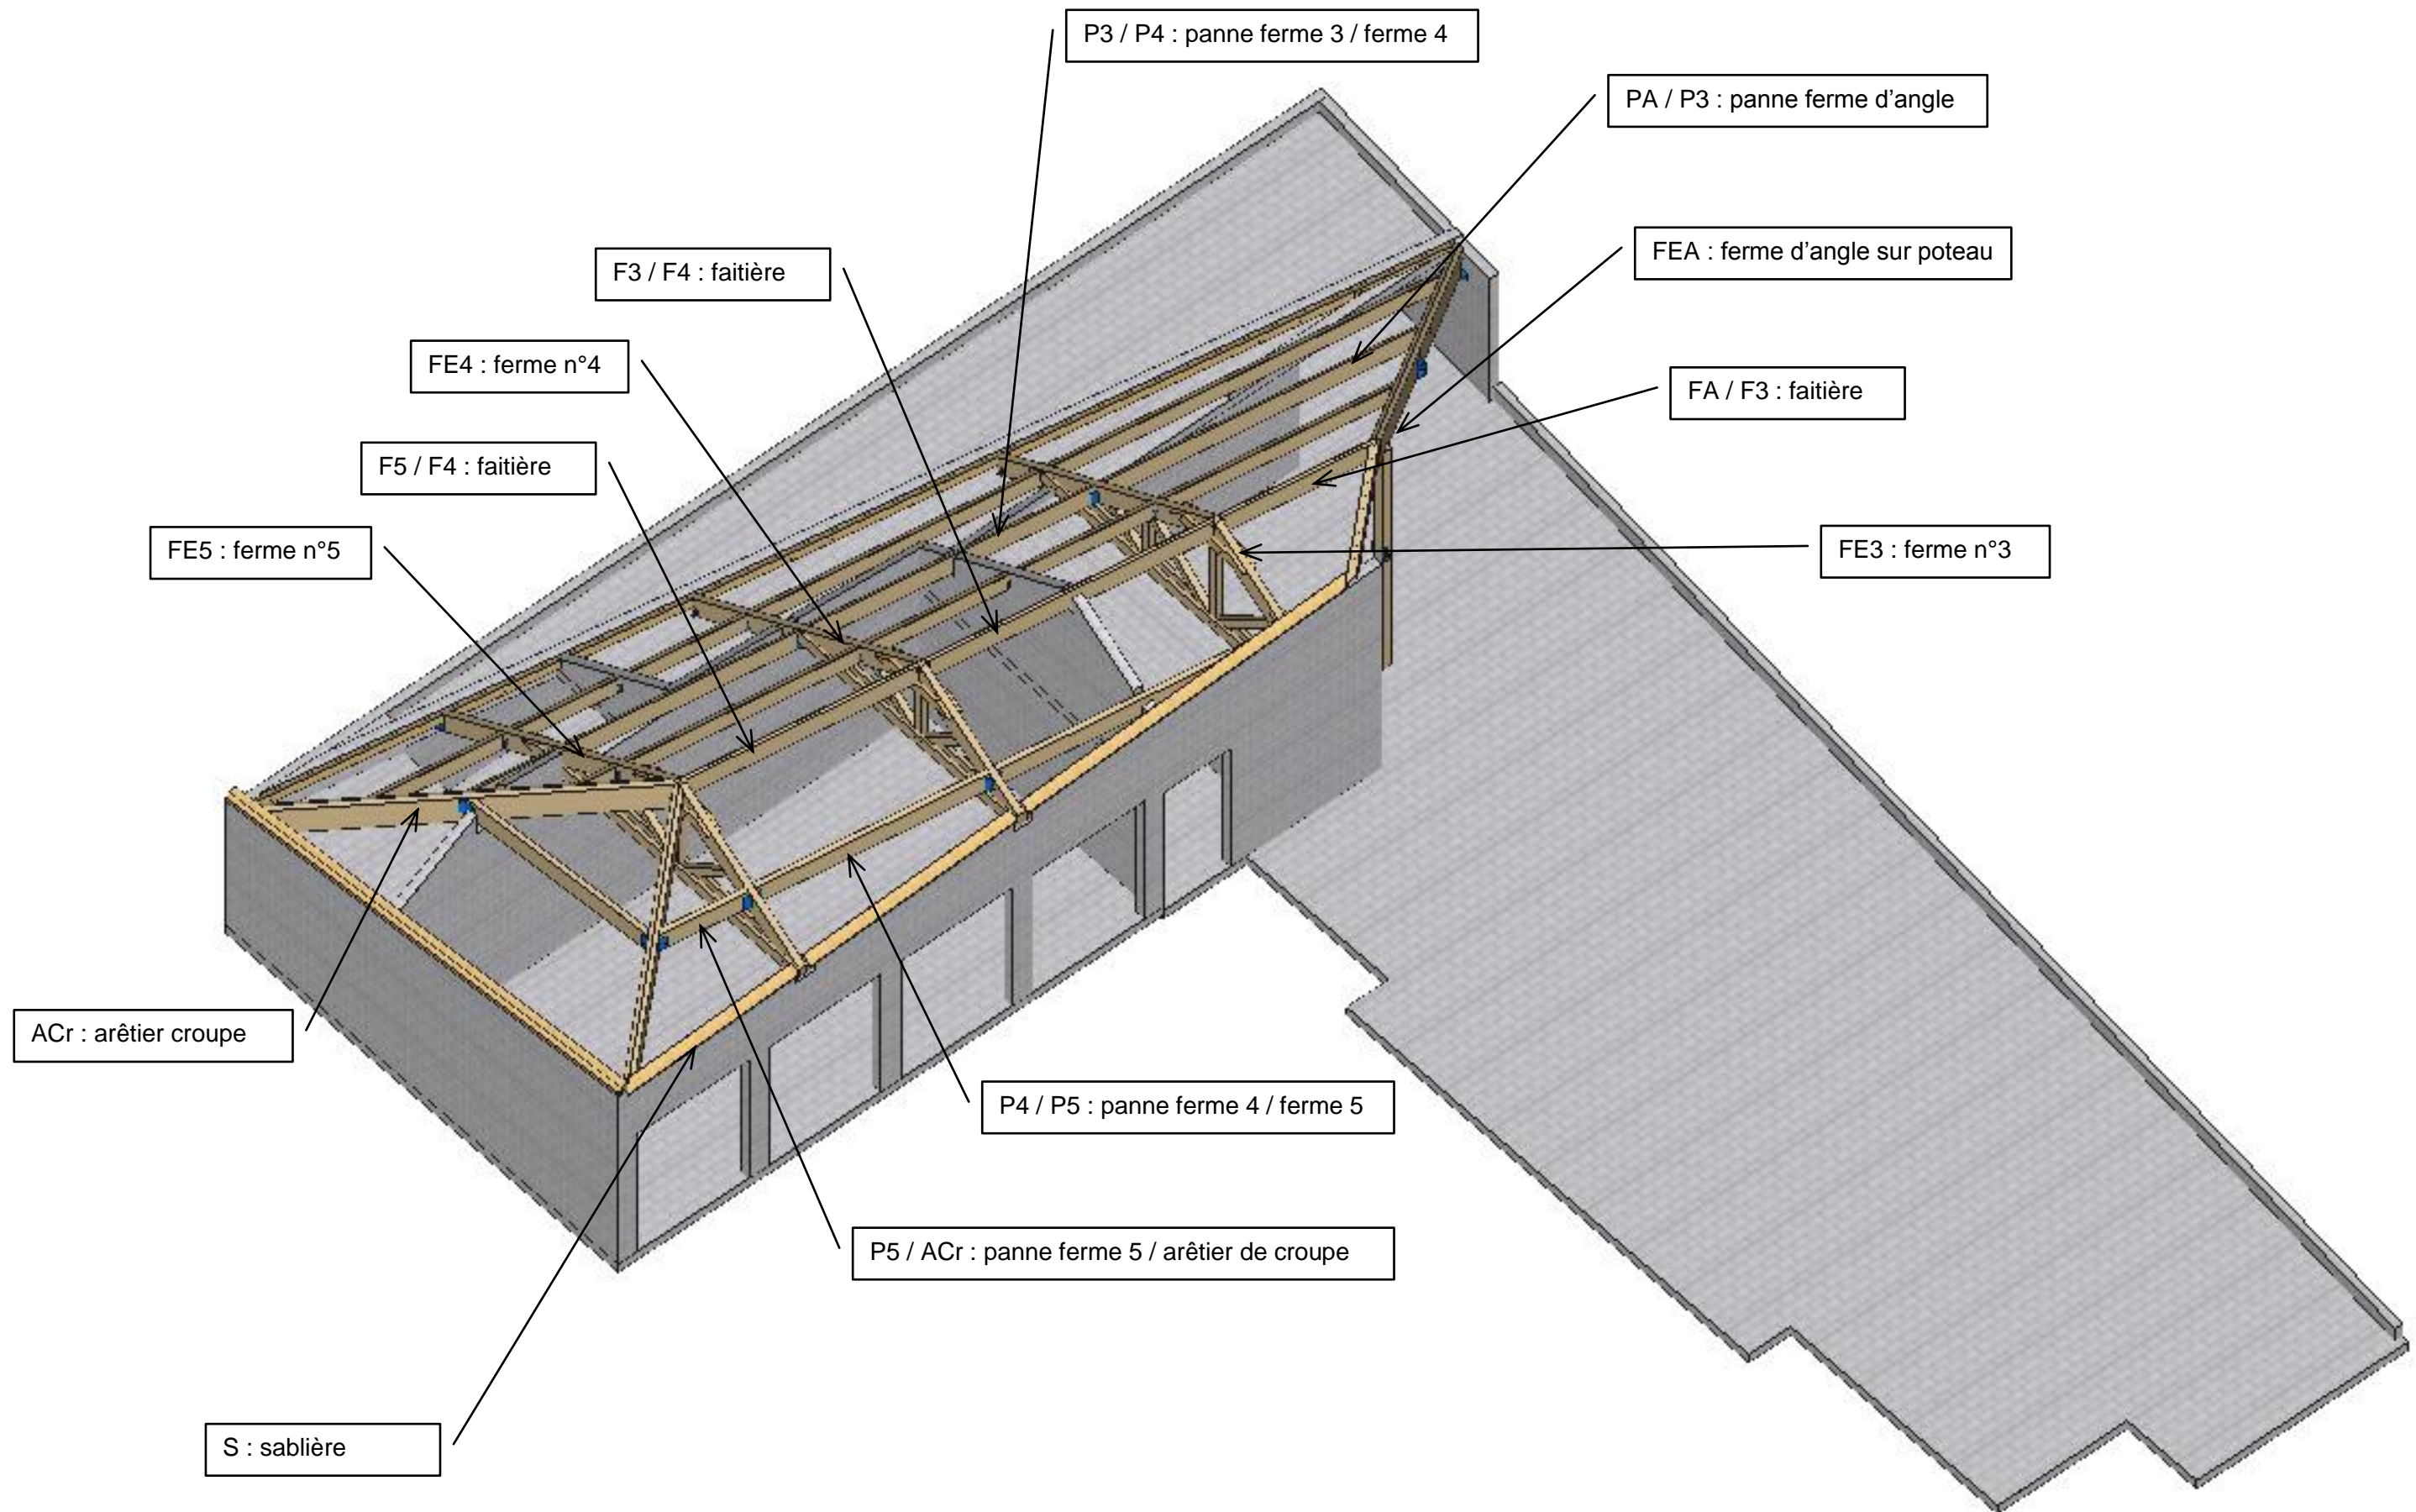 P3 / P4 : panne ferme 3 / ferme 4
PA / P3 : panne ferme d’angle
FEA : ferme d’angle sur poteau
F3 / F4 : faitière
FE4 : ferme n°4
FA / F3 : faitière
F5 / F4 : faitière
FE5 : ferme n°5
FE3 : ferme n°3
ACr : arêtier croupe
P4 / P5 : panne ferme 4 / ferme 5
P5 / ACr : panne ferme 5 / arêtier de croupe
S : sablière